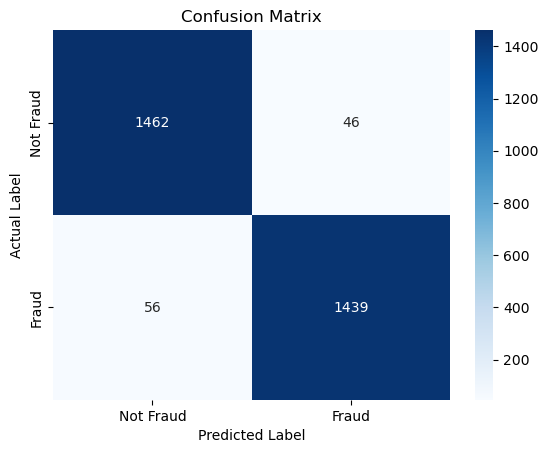 Confusion Matrix
Actual Label
Not Fraud
Fraud
1462
46
56
1439
Not Fraud
Fraud
Predicted Label
1400
1200
1000
800
600
400
200